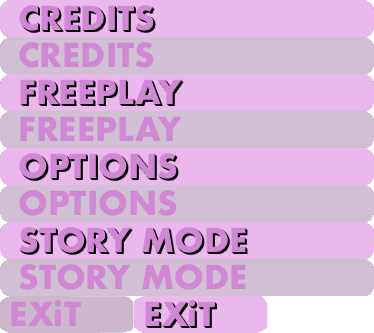 CREDITS
CREDITS
FREEPLAY
FREEPLAY
OPTIONS
OPTIONS
STORY MODE
STORY MODE
EXiT EXiT